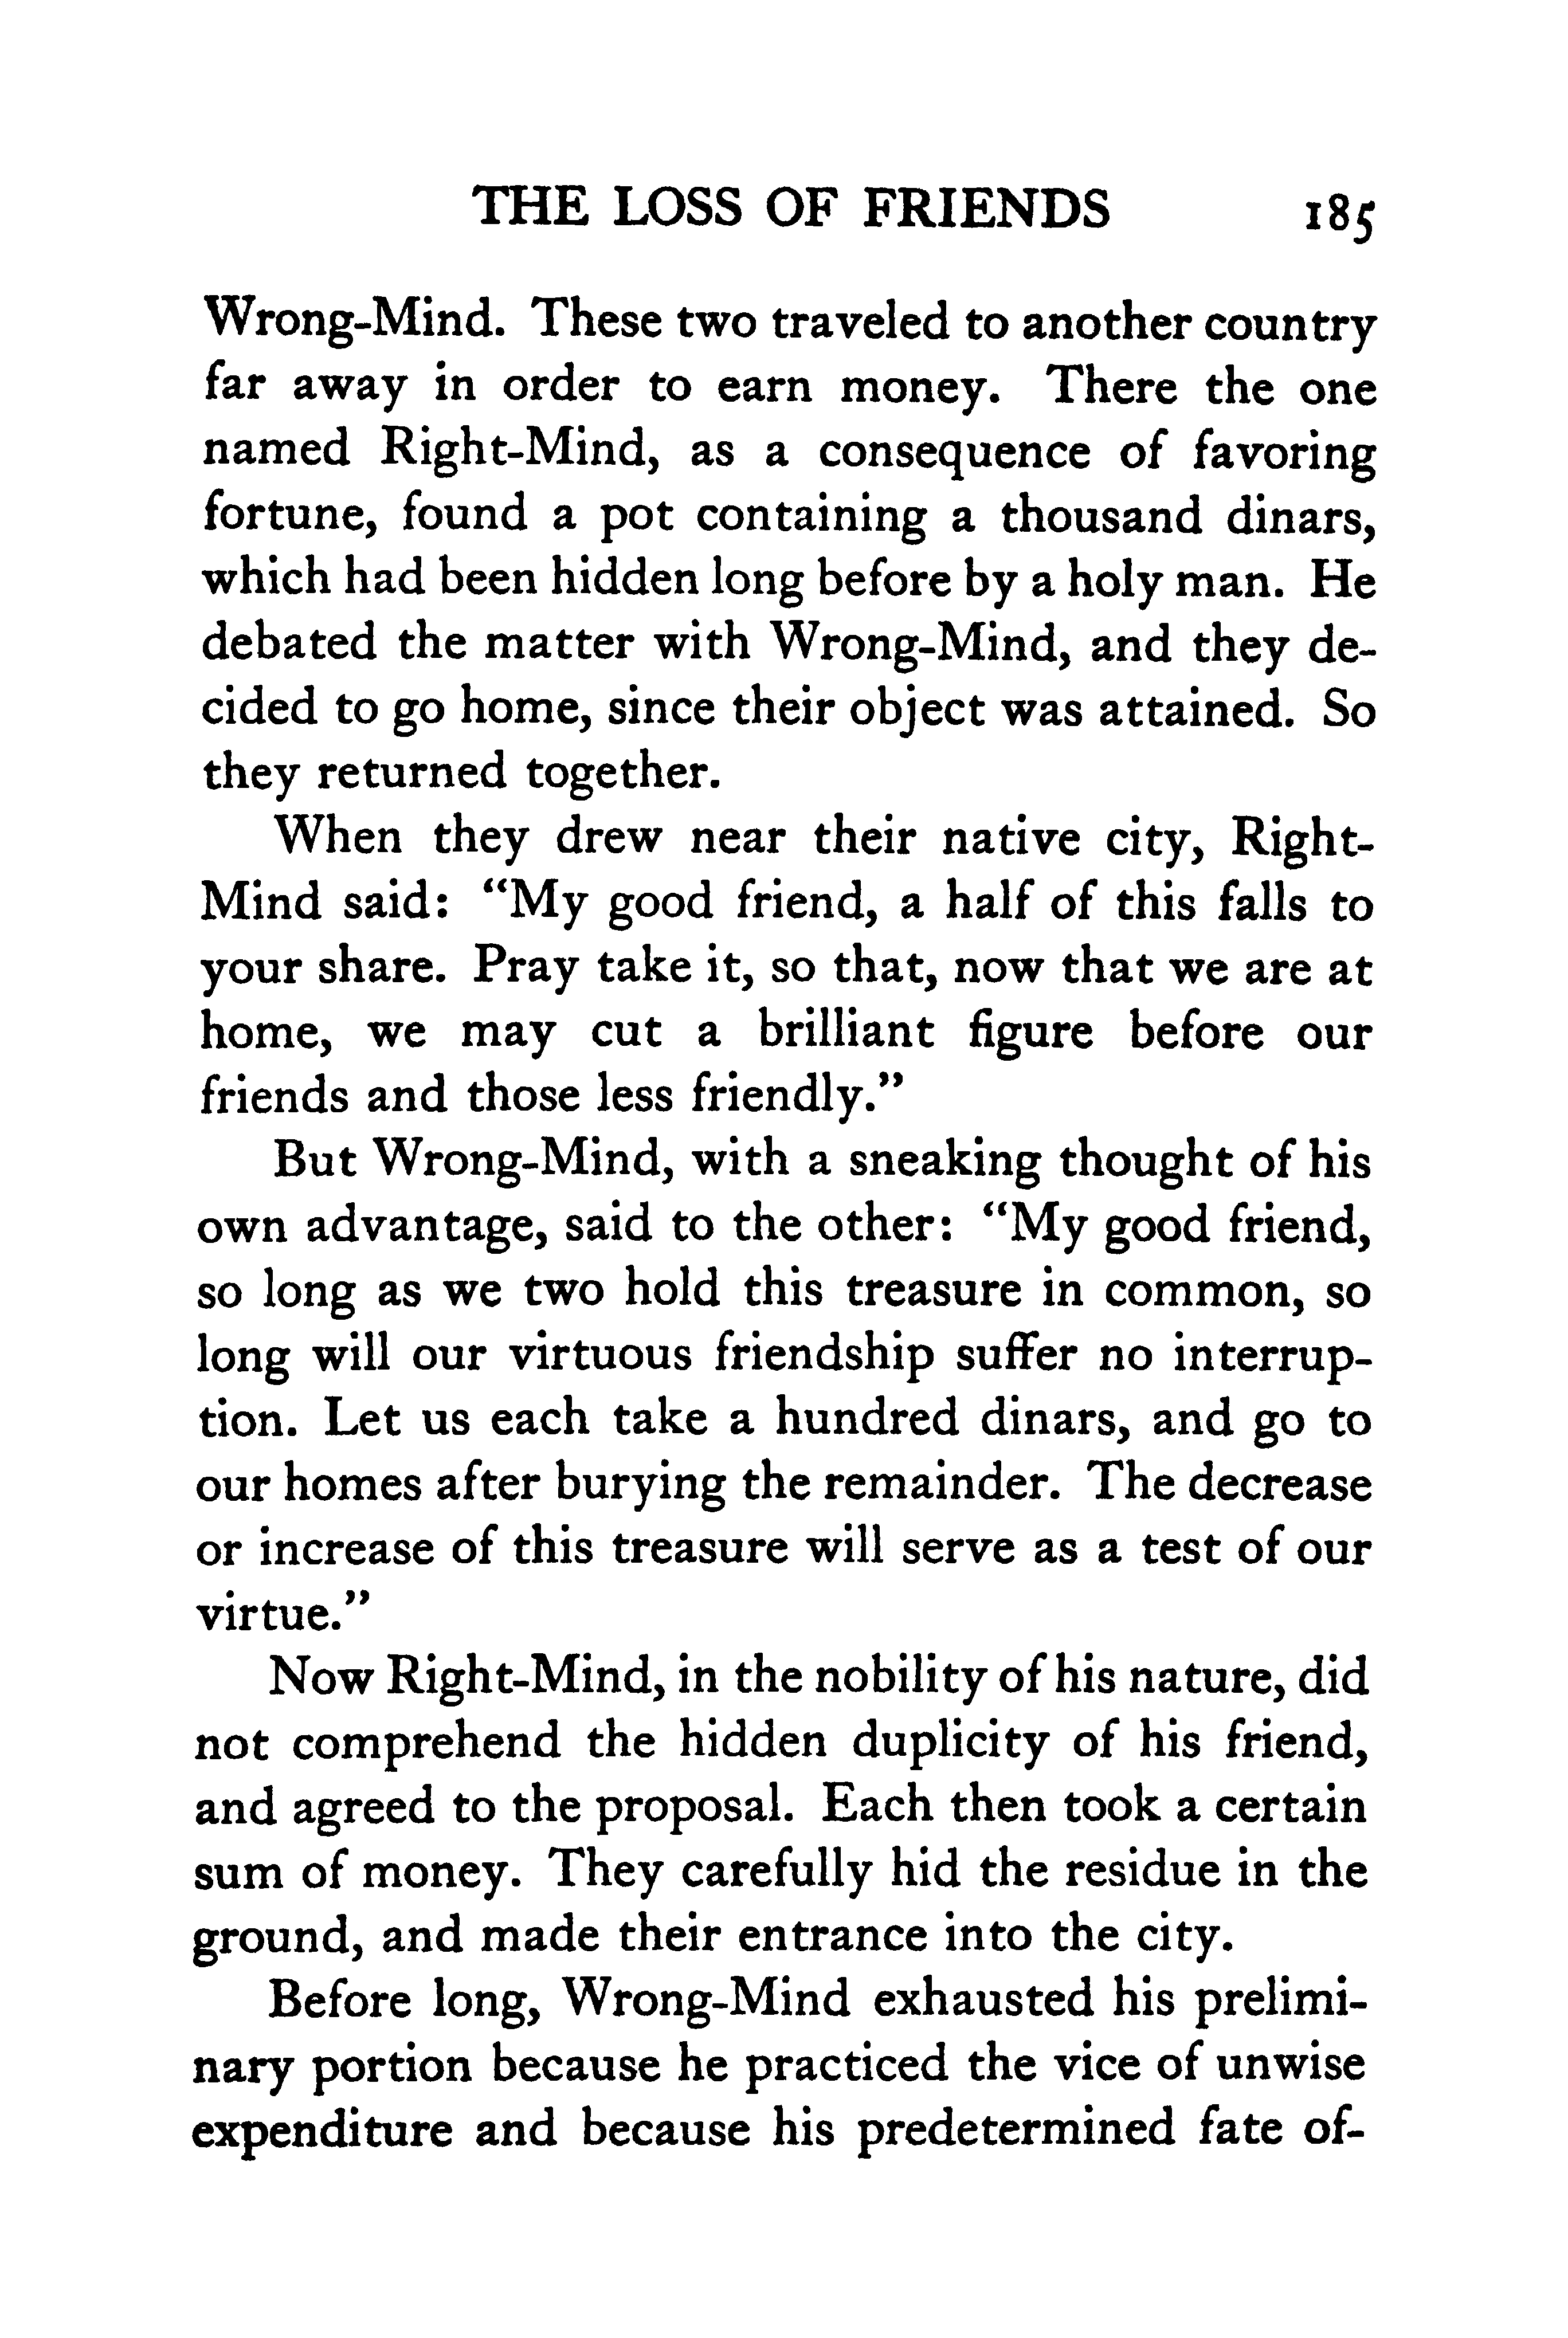 THE LOSS OF FRIENDS 185
Wrong-Mind. These two traveled to another country
far away in order to earn money. There the one
named Right-Mind, as a consequence of favoring
fortune, found a pot containing a thousand dinars,
which had been hidden long before by a holy man. He
debated the matter with Wrong-Mind, and they de-
cided to go home, since their object was attained. So
they returned together.
When they drew near their native city, Right-
Mind said: “My good friend, a half of this falls to
your share. Pray take it, so that, now that we are at
home, we may cut a brilliant figure before our
friends and those less friendly.”
But Wrong-Mind, with a sneaking thought of his
own advantage, said to the other: “My good friend,
so long as we two hold this treasure in common, so
long will our virtuous friendship suffer no interrup-
tion. Let us each take a hundred dinars, and go to
our homes after burying the remainder. The decrease
or increase of this treasure will serve as a test of our
virtue.”
Now Right-Mind, in the nobility of his nature, did
not comprehend the hidden duplicity of his friend,
and agreed to the proposal. Each then took a certain
sum of money. They carefully hid the residue in the
ground, and made their entrance into the city.
Before long, Wrong-Mind exhausted his prelimi-
nary portion because he practiced the vice of unwise
expenditure and because his predetermined fate of-